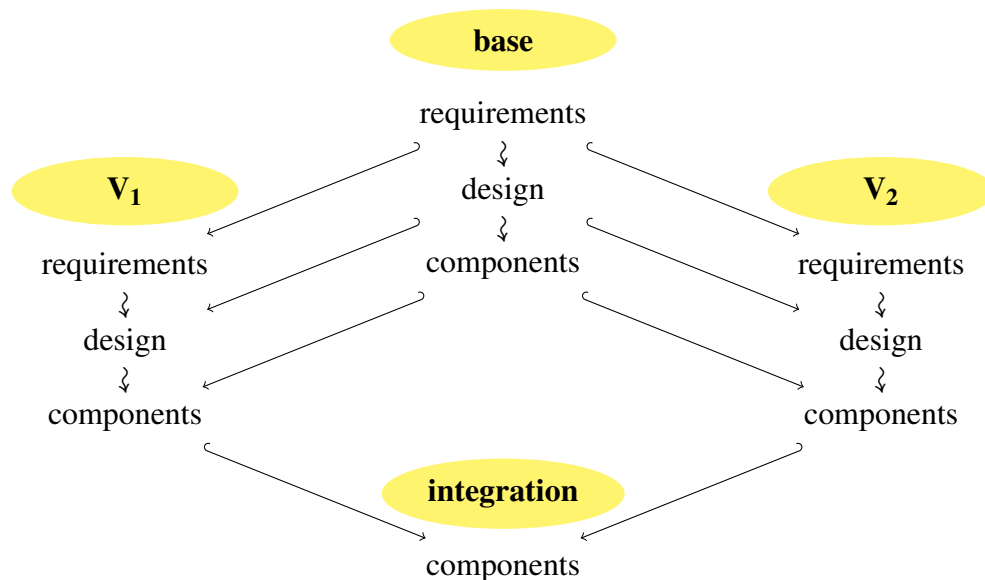 base
requirements
V₁
design
V₂
components
requirements
requirements
design
design
components
components
integration
components